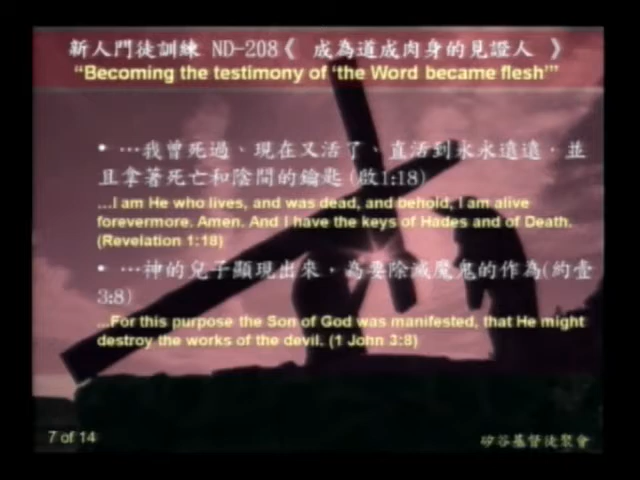 新人門徒訓練 ND-208《 成為道成肉身的見證人 》
“Becoming the testimony of ‘the Word became flesh’”
• …我曾死過、現在又活了、直活到永永遠遠．並
且拿著死亡和陰間的鑰匙 (啟1:18)
...I am He who lives, and was dead, and behold, I am alive
forevermore. Amen. And I have the keys of Hades and of Death.
(Revelation 1:18)
• …神的兒子顯現出來，為要除滅魔鬼的作為(約壹
3:8)
...For this purpose the Son of God was manifested, that He might
destroy the works of the devil. (1 John 3:8)
7 of 14
矽谷基督徒聚會